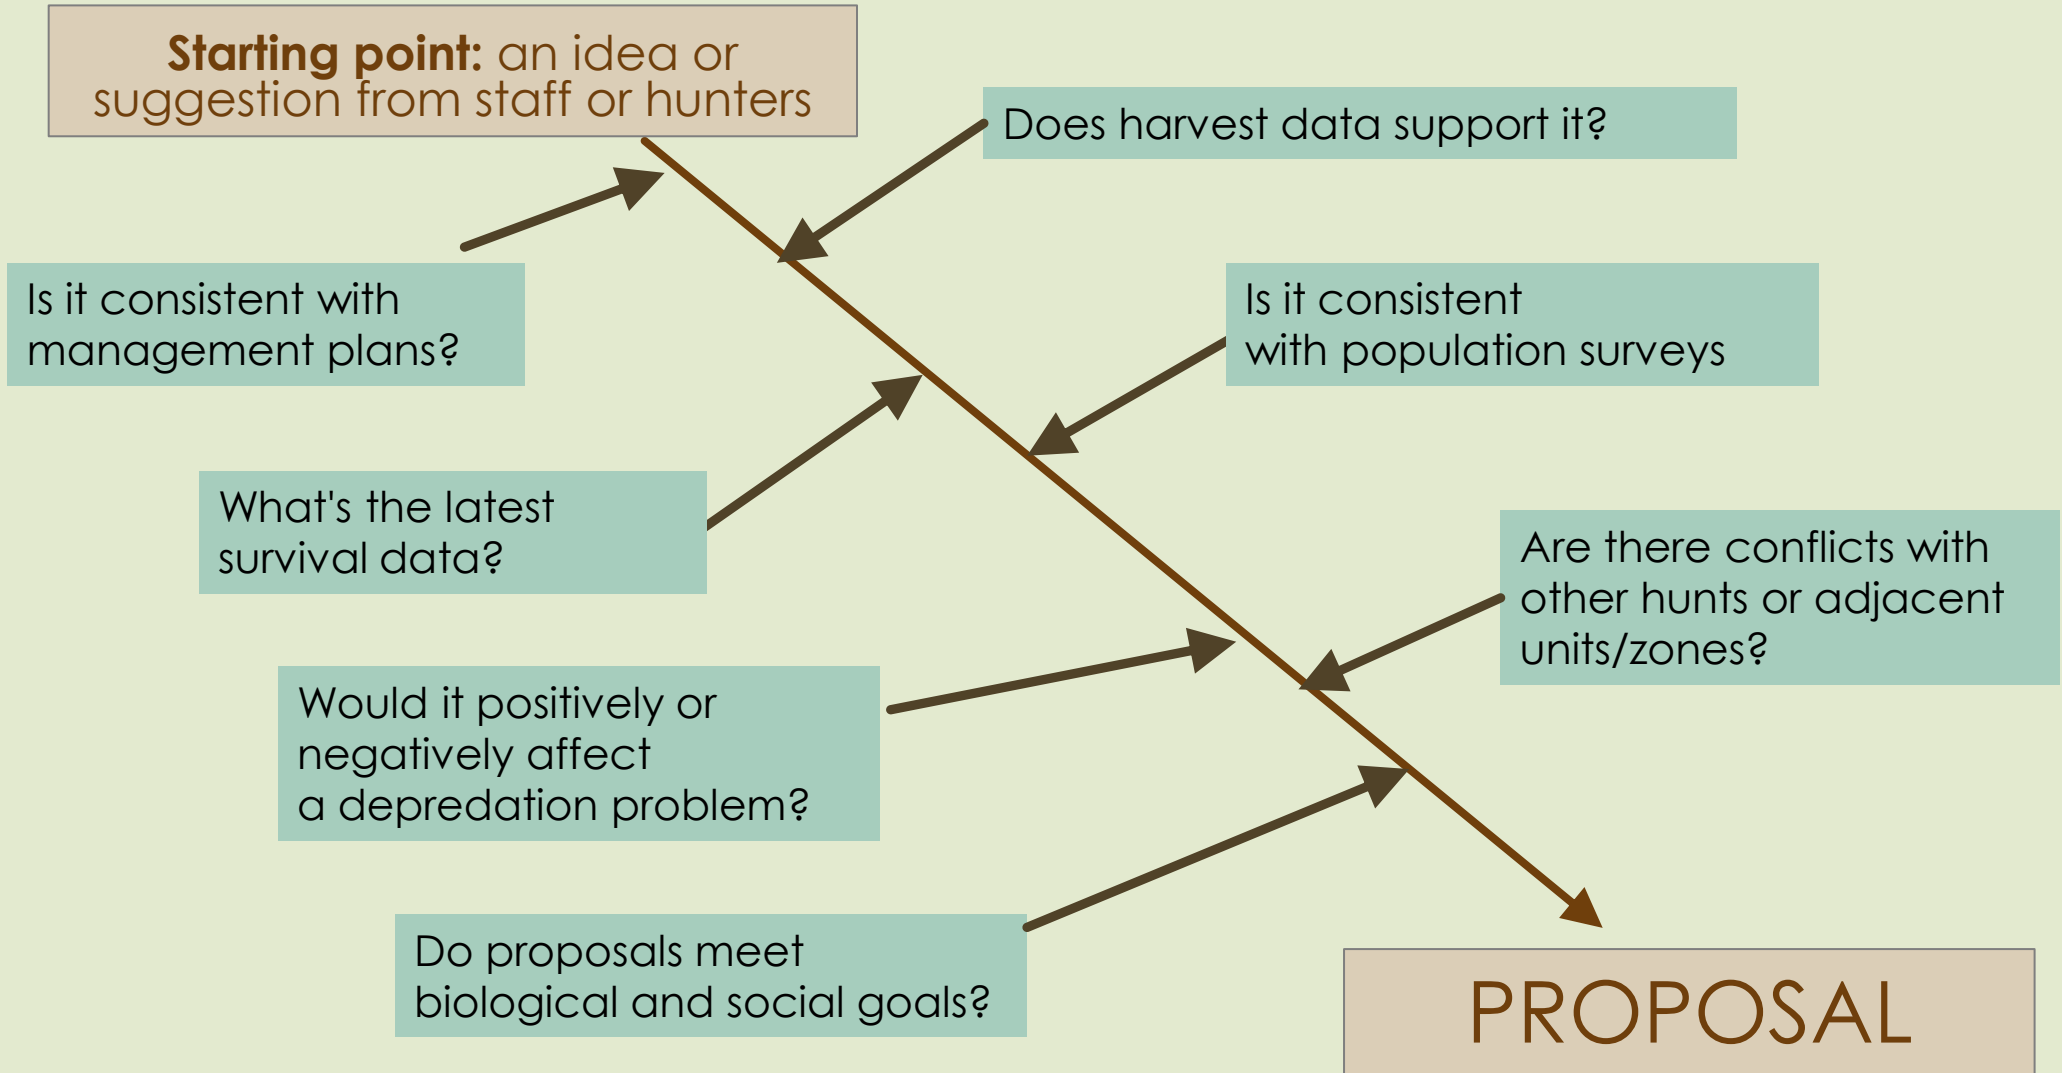 Starting point: an idea or
suggestion from staff or hunters
Does harvest data support it?
Is it consistent with
management plans?
Is it consistent
with population surveys
What's the latest
survival data?
Are there conflicts with
other hunts or adjacent
units/zones?
Would it positively or
negatively affect
a depredation problem?
Do proposals meet
biological and social goals?
PROPOSAL